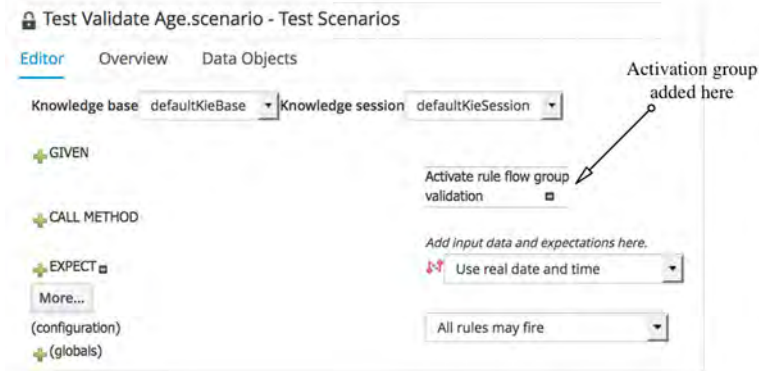 Test Validate Age.scenario - Test Scenarios
Editor Overview Data Objects
Activation group
added here
Knowledge base defaultKieBase Knowledge session defaultKieSession
GIVEN
Activate rule flow group
validation
CALL METHOD
Add input data and expectations here.
EXPECT
Use real date and time
More...
(configuration)
All rules may fire
(globals)